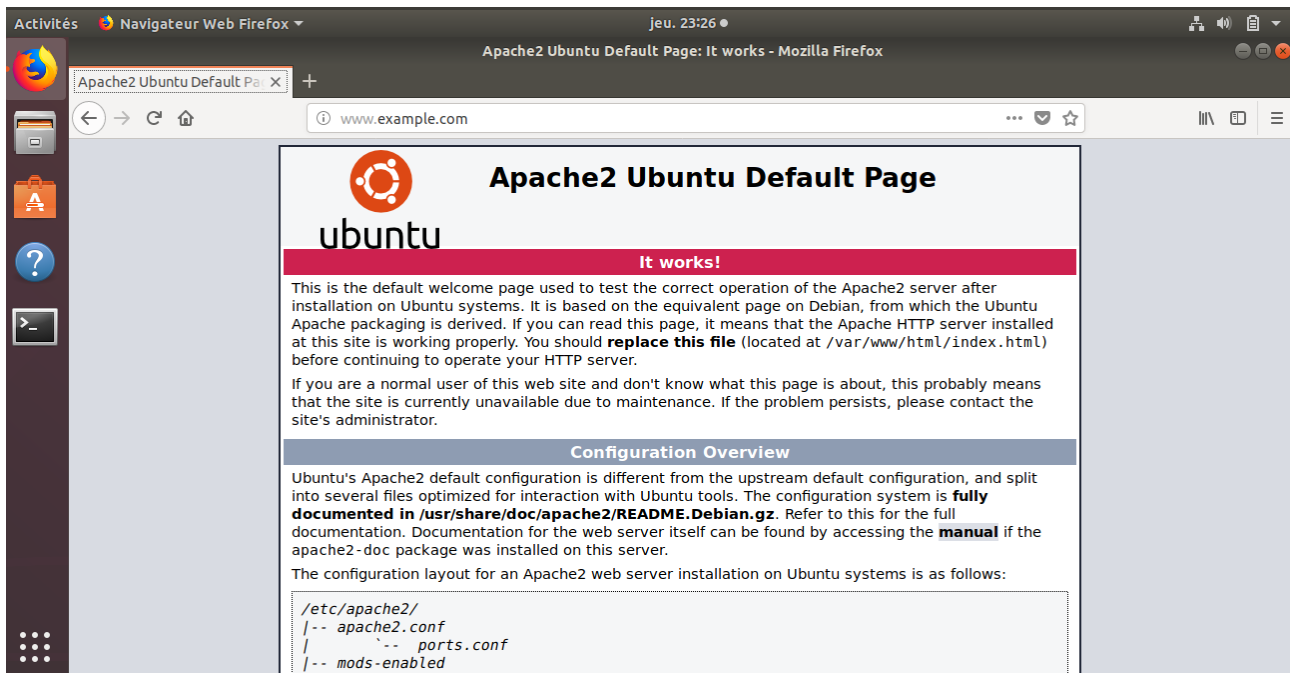 Activités Navigateur Web Firefox jeu. 23:26
Apache2 Ubuntu Default Page: It works - Mozilla Firefox
Apache2 Ubuntu Default Pa
www.example.com
ubuntu
Apache2 Ubuntu Default Page
It works!
This is the default welcome page used to test the correct operation of the Apache2 server after
installation on Ubuntu systems. It is based on the equivalent page on Debian, from which the Ubuntu
Apache packaging is derived. If you can read this page, it means that the Apache HTTP server installed
at this site is working properly. You should replace this file (located at /var/www/html/index.html)
before continuing to operate your HTTP server.
If you are a normal user of this web site and don't know what this page is about, this probably means
that the site is currently unavailable due to maintenance. If the problem persists, please contact the
site's administrator.
Configuration Overview
Ubuntu's Apache2 default configuration is different from the upstream default configuration, and split
into several files optimized for interaction with Ubuntu tools. The configuration system is fully
documented in /usr/share/doc/apache2/README.Debian.gz. Refer to this for the full
documentation. Documentation for the web server itself can be found by accessing the manual if the
apache2-doc package was installed on this server.
The configuration layout for an Apache2 web server installation on Ubuntu systems is as follows:
/etc/apache2/
|-- apache2.conf
|       `--  ports.conf
|-- mods-enabled